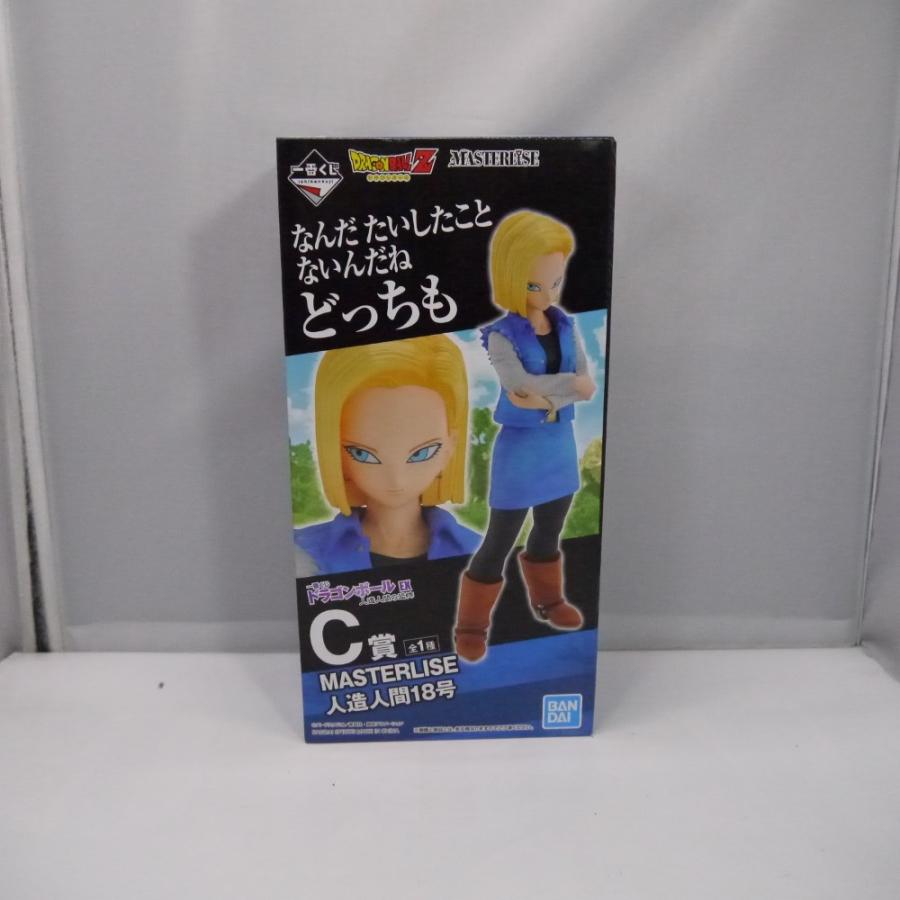 一番くじ
ichibankuji
DRAGON BALL Z
MASTERLISE
なんだ たいしたこと
ないんだね
どっちも
一番くじ
ドラゴンボール EX
人造人間の恐怖
C賞 全1種
MASTERLISE
人造人間18号
BAN
DAI